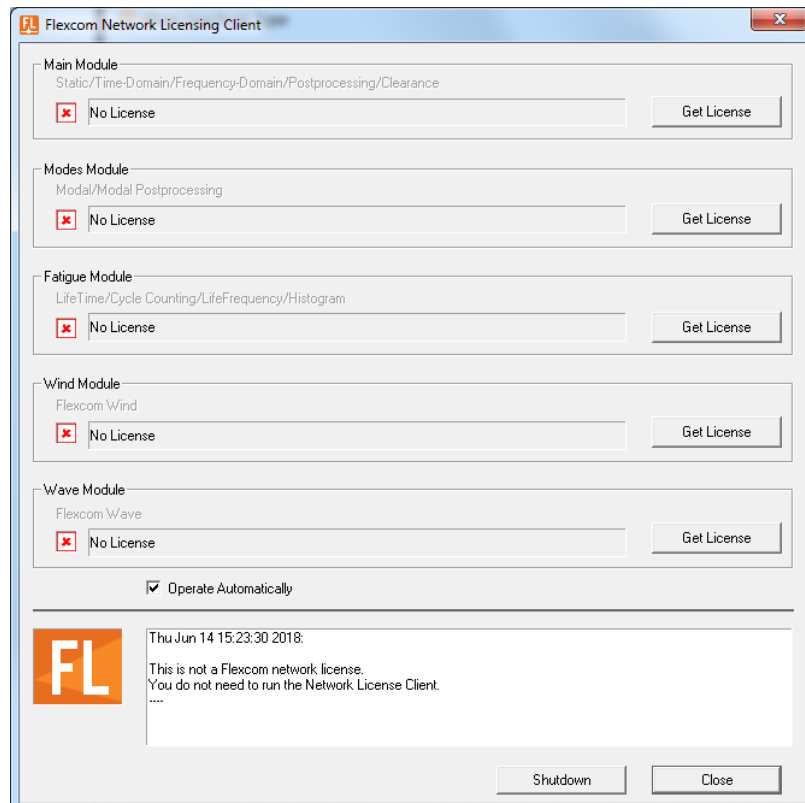 FL Flexcom Network Licensing Client
Main Module
Static/Time-Domain/Frequency-Domain/Postprocessing/Clearance
No License Get License
Modes Module
Modal/Modal Postprocessing
No License Get License
Fatigue Module
LifeTime/Cycle Counting/LifeFrequency/Histogram
No License Get License
Wind Module
Flexcom Wind
No License Get License
Wave Module
Flexcom Wave
No License Get License
Operate Automatically
FL
Thu Jun 14 15:23:30 2018:
This is not a Flexcom network license.
You do not need to run the Network License Client.
----
Shutdown Close